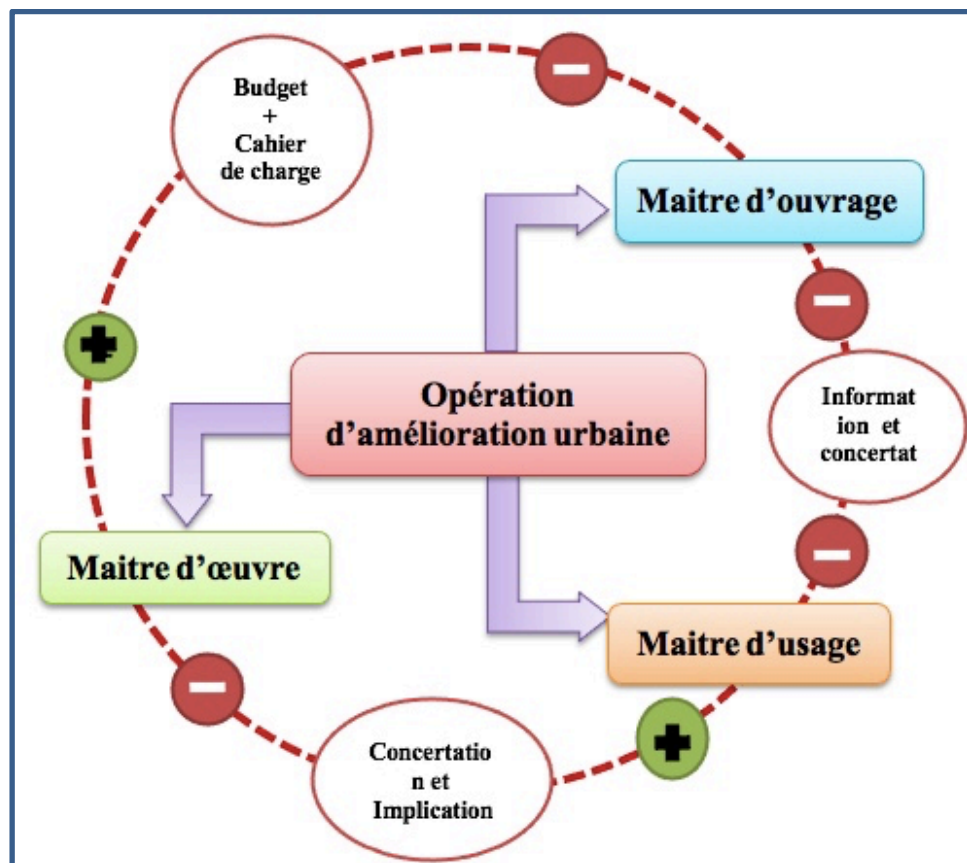 Budget
+
Cahier
de charge
Maitre d'ouvrage
Opération
d'amélioration urbaine
Informat
ion et
concertat
Maitre d'œuvre
Maitre d'usage
Concertatio
n et
Implication